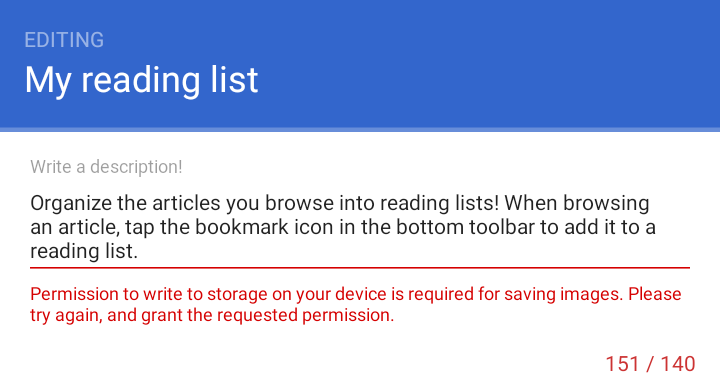 EDITING
My reading list
Write a description!
Organize the articles you browse into reading lists! When browsing
an article, tap the bookmark icon in the bottom toolbar to add it to a
reading list.
Permission to write to storage on your device is required for saving images. Please
try again, and grant the requested permission.
151 / 140